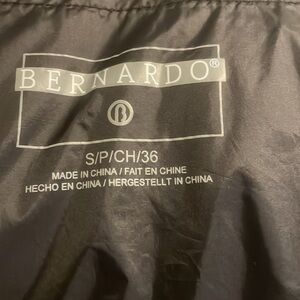 BERNARDO®
B
S/P/CH/36
MADE IN CHINA / FAIT EN CHINE
HECHO EN CHINA / HERGESTELLT IN CHINA